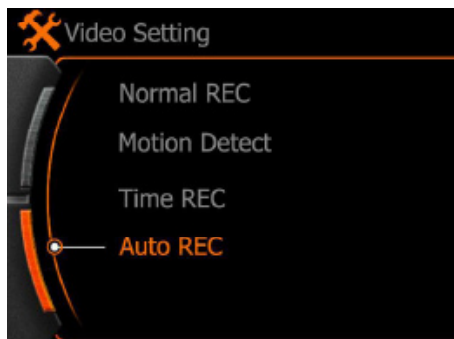 Video Setting
Normal REC
Motion Detect
Time REC
Auto REC